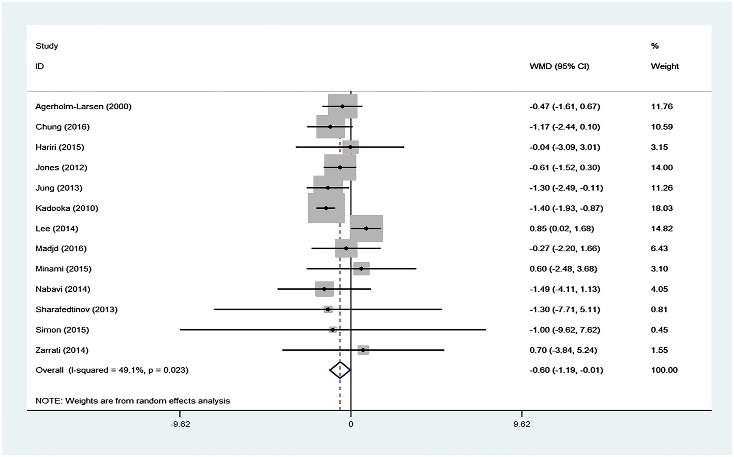 Study %
ID WMD (95% CI) Weight
Agerholm-Larsen (2000) -0.47 (-1.61, 0.67) 11.76
Chung (2016) -1.17 (-2.44, 0.10) 10.59
Hariri (2015) -0.04 (-3.09, 3.01) 3.15
Jones (2012) -0.61 (-1.52, 0.30) 14.00
Jung (2013) -1.30 (-2.49, -0.11) 11.26
Kadooka (2010) -1.40 (-1.93, -0.87) 18.03
Lee (2014) 0.85 (0.02, 1.68) 14.82
Madjd (2016) -0.27 (-2.20, 1.66) 6.43
Minami (2015) 0.60 (-2.48, 3.68) 3.10
Nabavi (2014) -1.49 (-4.11, 1.13) 4.05
Sharafedtinov (2013) -1.30 (-7.71, 5.11) 0.81
Simon (2015) -1.00 (-9.62, 7.62) 0.45
Zarrati (2014) 0.70 (-3.84, 5.24) 1.55
Overall (I-squared = 49.1%, p = 0.023) -0.60 (-1.19, -0.01) 100.00
NOTE: Weights are from random effects analysis
-9.62 0 9.62